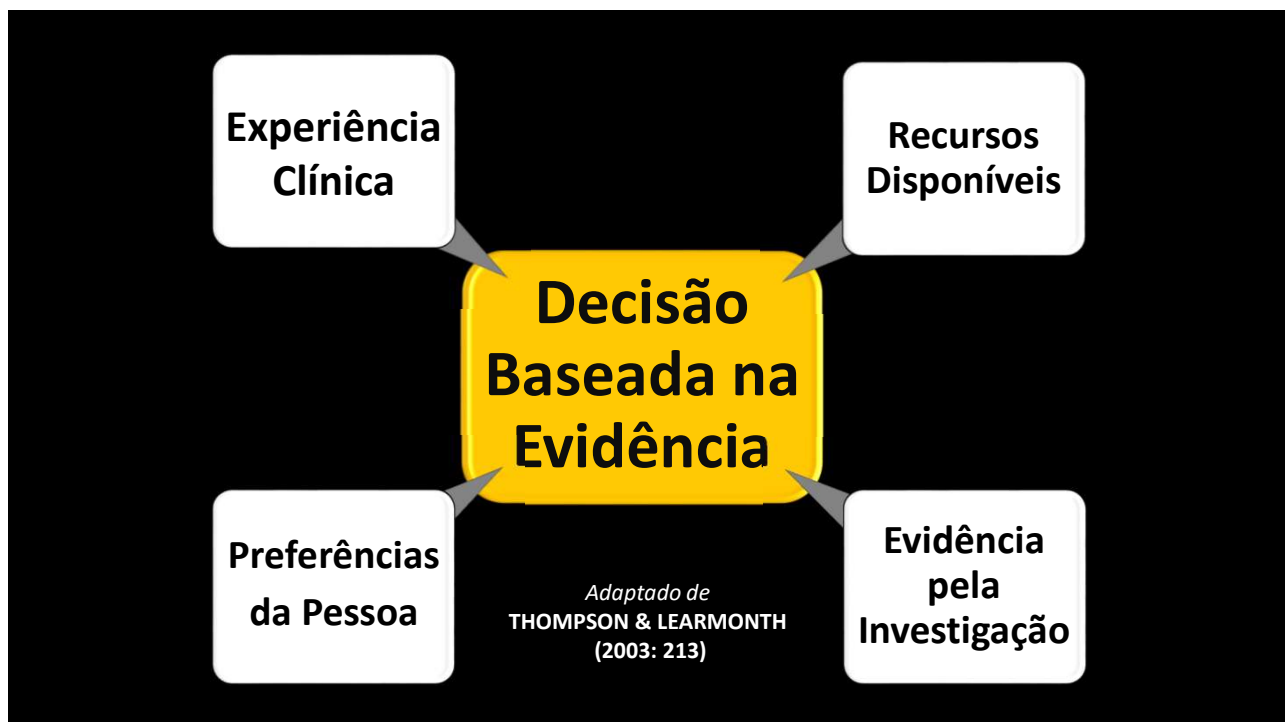 Experiência
Clínica
Recursos
Disponíveis
Decisão
Baseada na
Evidência
Preferências
da Pessoa
Adaptado de
THOMPSON & LEARMONTH
(2003: 213)
Evidência
pela
Investigação